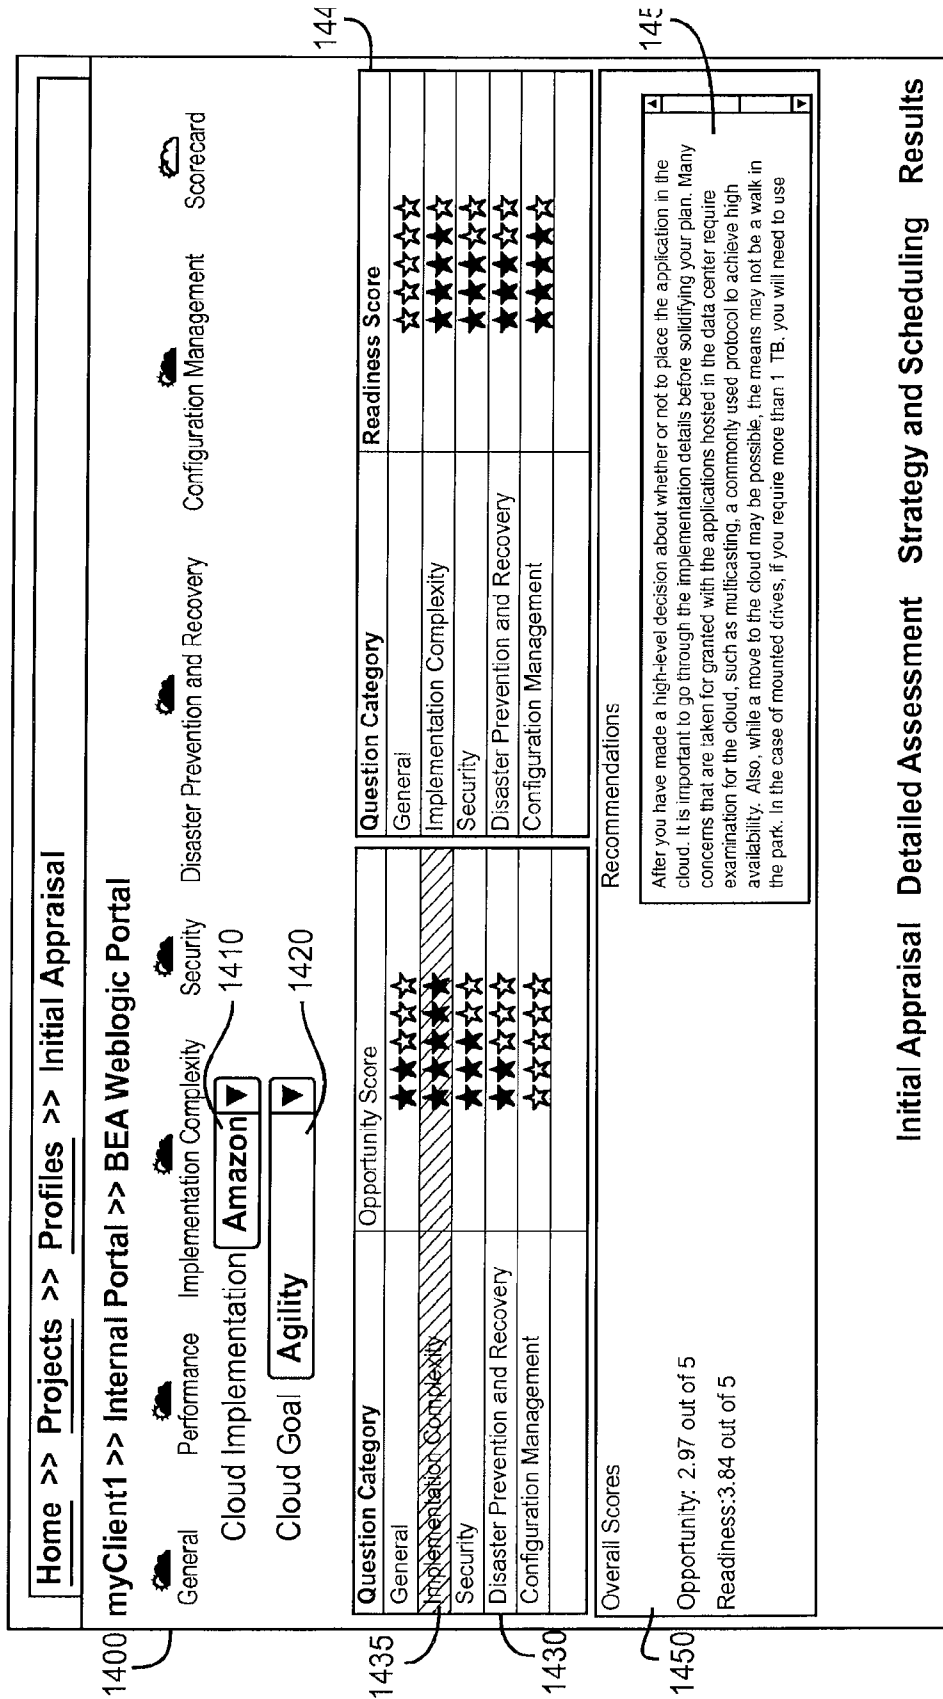 Home >> Projects >> Profiles >> Initial Appraisal
1400
myClient1 >> Internal Portal >> BEA Weblogic Portal
General Performance Implementation Complexity Security Disaster Prevention and Recovery Configuration Management Scorecard
Cloud Implementation Amazon 1410
Cloud Goal Agility 1420
144
Question Category Opportunity Score
General
Implementation Complexity
Security
Disaster Prevention and Recovery
Configuration Management
1435
1430
Question Category Readiness Score
General
Implementation Complexity
Security
Disaster Prevention and Recovery
Configuration Management
Overall Scores
Opportunity: 2.97 out of 5
Readiness:3.84 out of 5
1450
Recommendations
145
After you have made a high-level decision about whether or not to place the application in the
cloud. It is important to go through the implementation details before solidifying your plan. Many
concerns that are taken for granted with the applications hosted in the data center require
examination for the cloud, such as multicasting, a commonly used protocol to achieve high
availability. Also, while a move to the cloud may be possible, the means may not be a walk in
the park. In the case of mounted drives, if you require more than 1 TB, you will need to use
Initial Appraisal Detailed Assessment Strategy and Scheduling Results